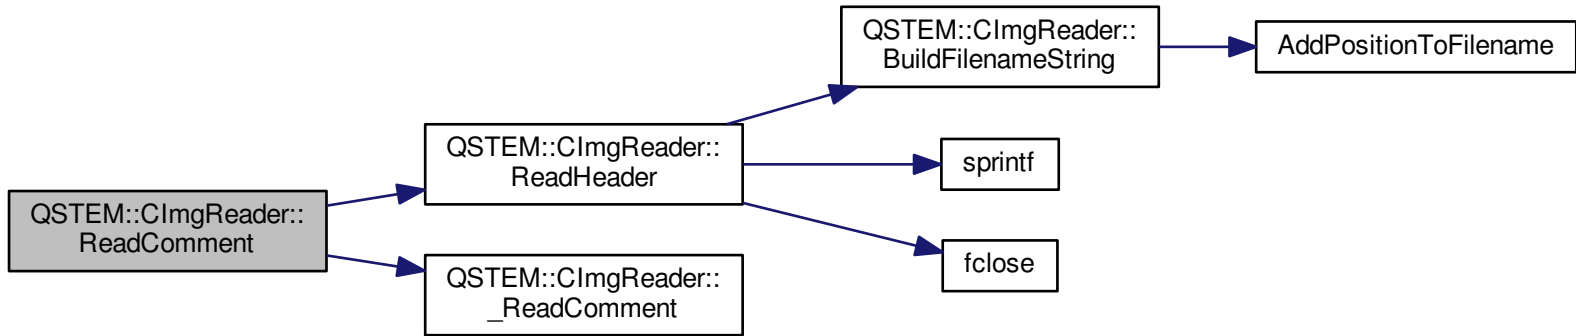 QSTEM::CImgReader::
ReadComment
QSTEM::CImgReader::
ReadHeader
QSTEM::CImgReader::
_ReadComment
QSTEM::CImgReader::
BuildFilenameString
sprintf
fclose
AddPositionToFilename